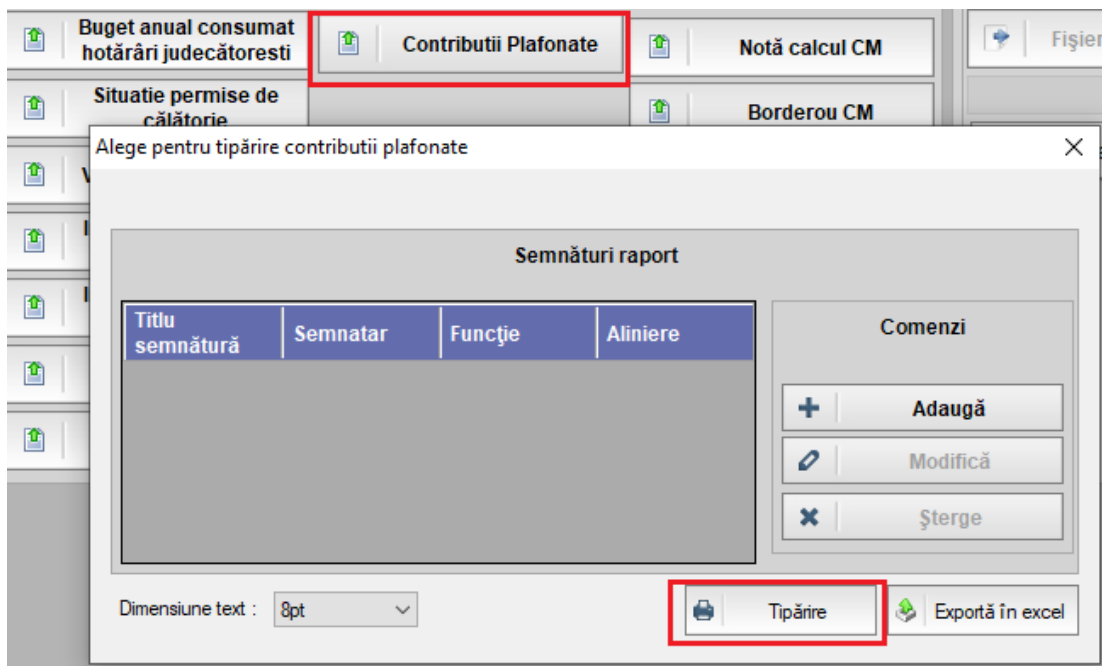 Buget anual consumat
hotărâri judecătoresti
Contributii Plafonate
Notă calcul CM
Fişier
Situatie permise de
călătorie
Borderou CM
Alege pentru tipărire contributii plafonate
Semnături raport
Titlu
semnătură
Semnatar
Funcţie
Aliniere
Comenzi
Adaugă
Modifică
Şterge
Dimensiune text :
8pt
Tipărire
Exportă în excel